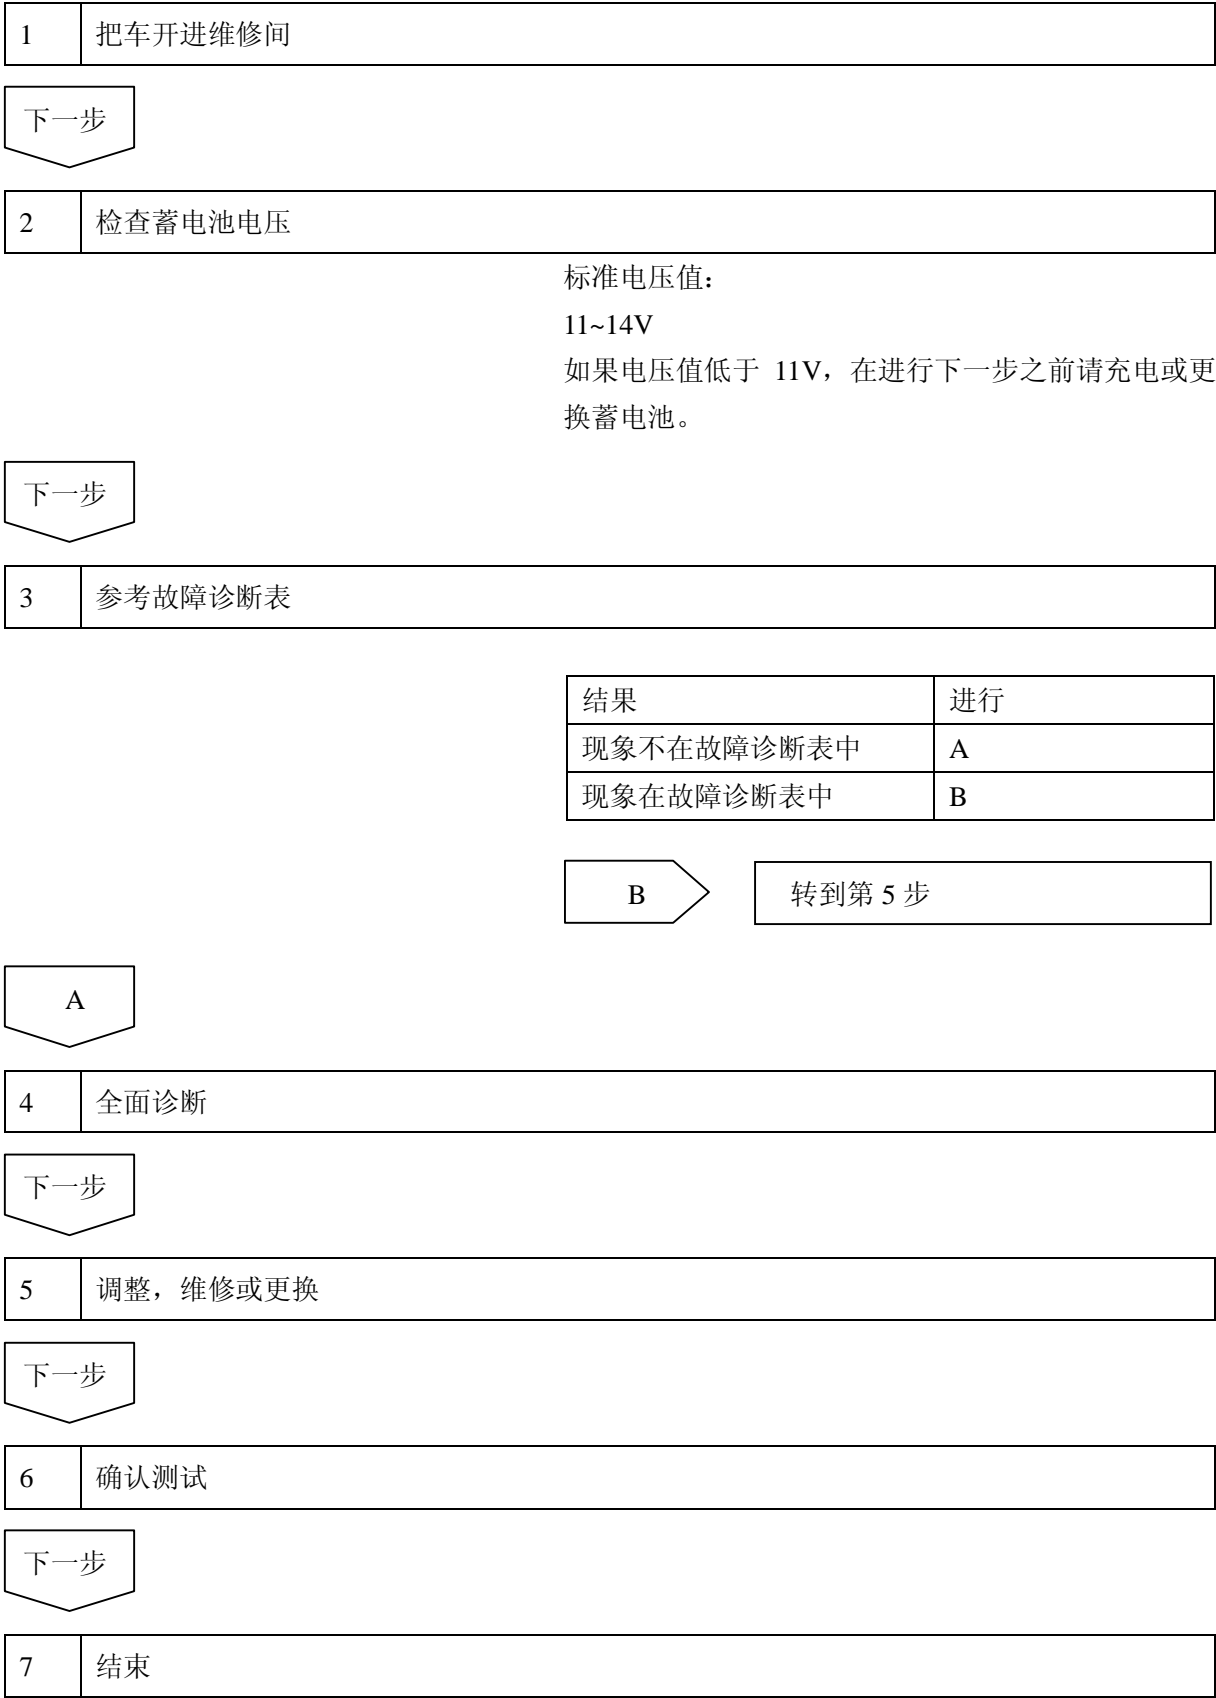 1 把车开进维修间
下一步
2 检查蓄电池电压
标准电压值：
11~14V
如果电压值低于 11V，在进行下一步之前请充电或更
换蓄电池。
下一步
3 参考故障诊断表
结果 进行
现象不在故障诊断表中 A
现象在故障诊断表中 B
B 转到第 5 步
A
4 全面诊断
下一步
5 调整，维修或更换
下一步
6 确认测试
下一步
7 结束